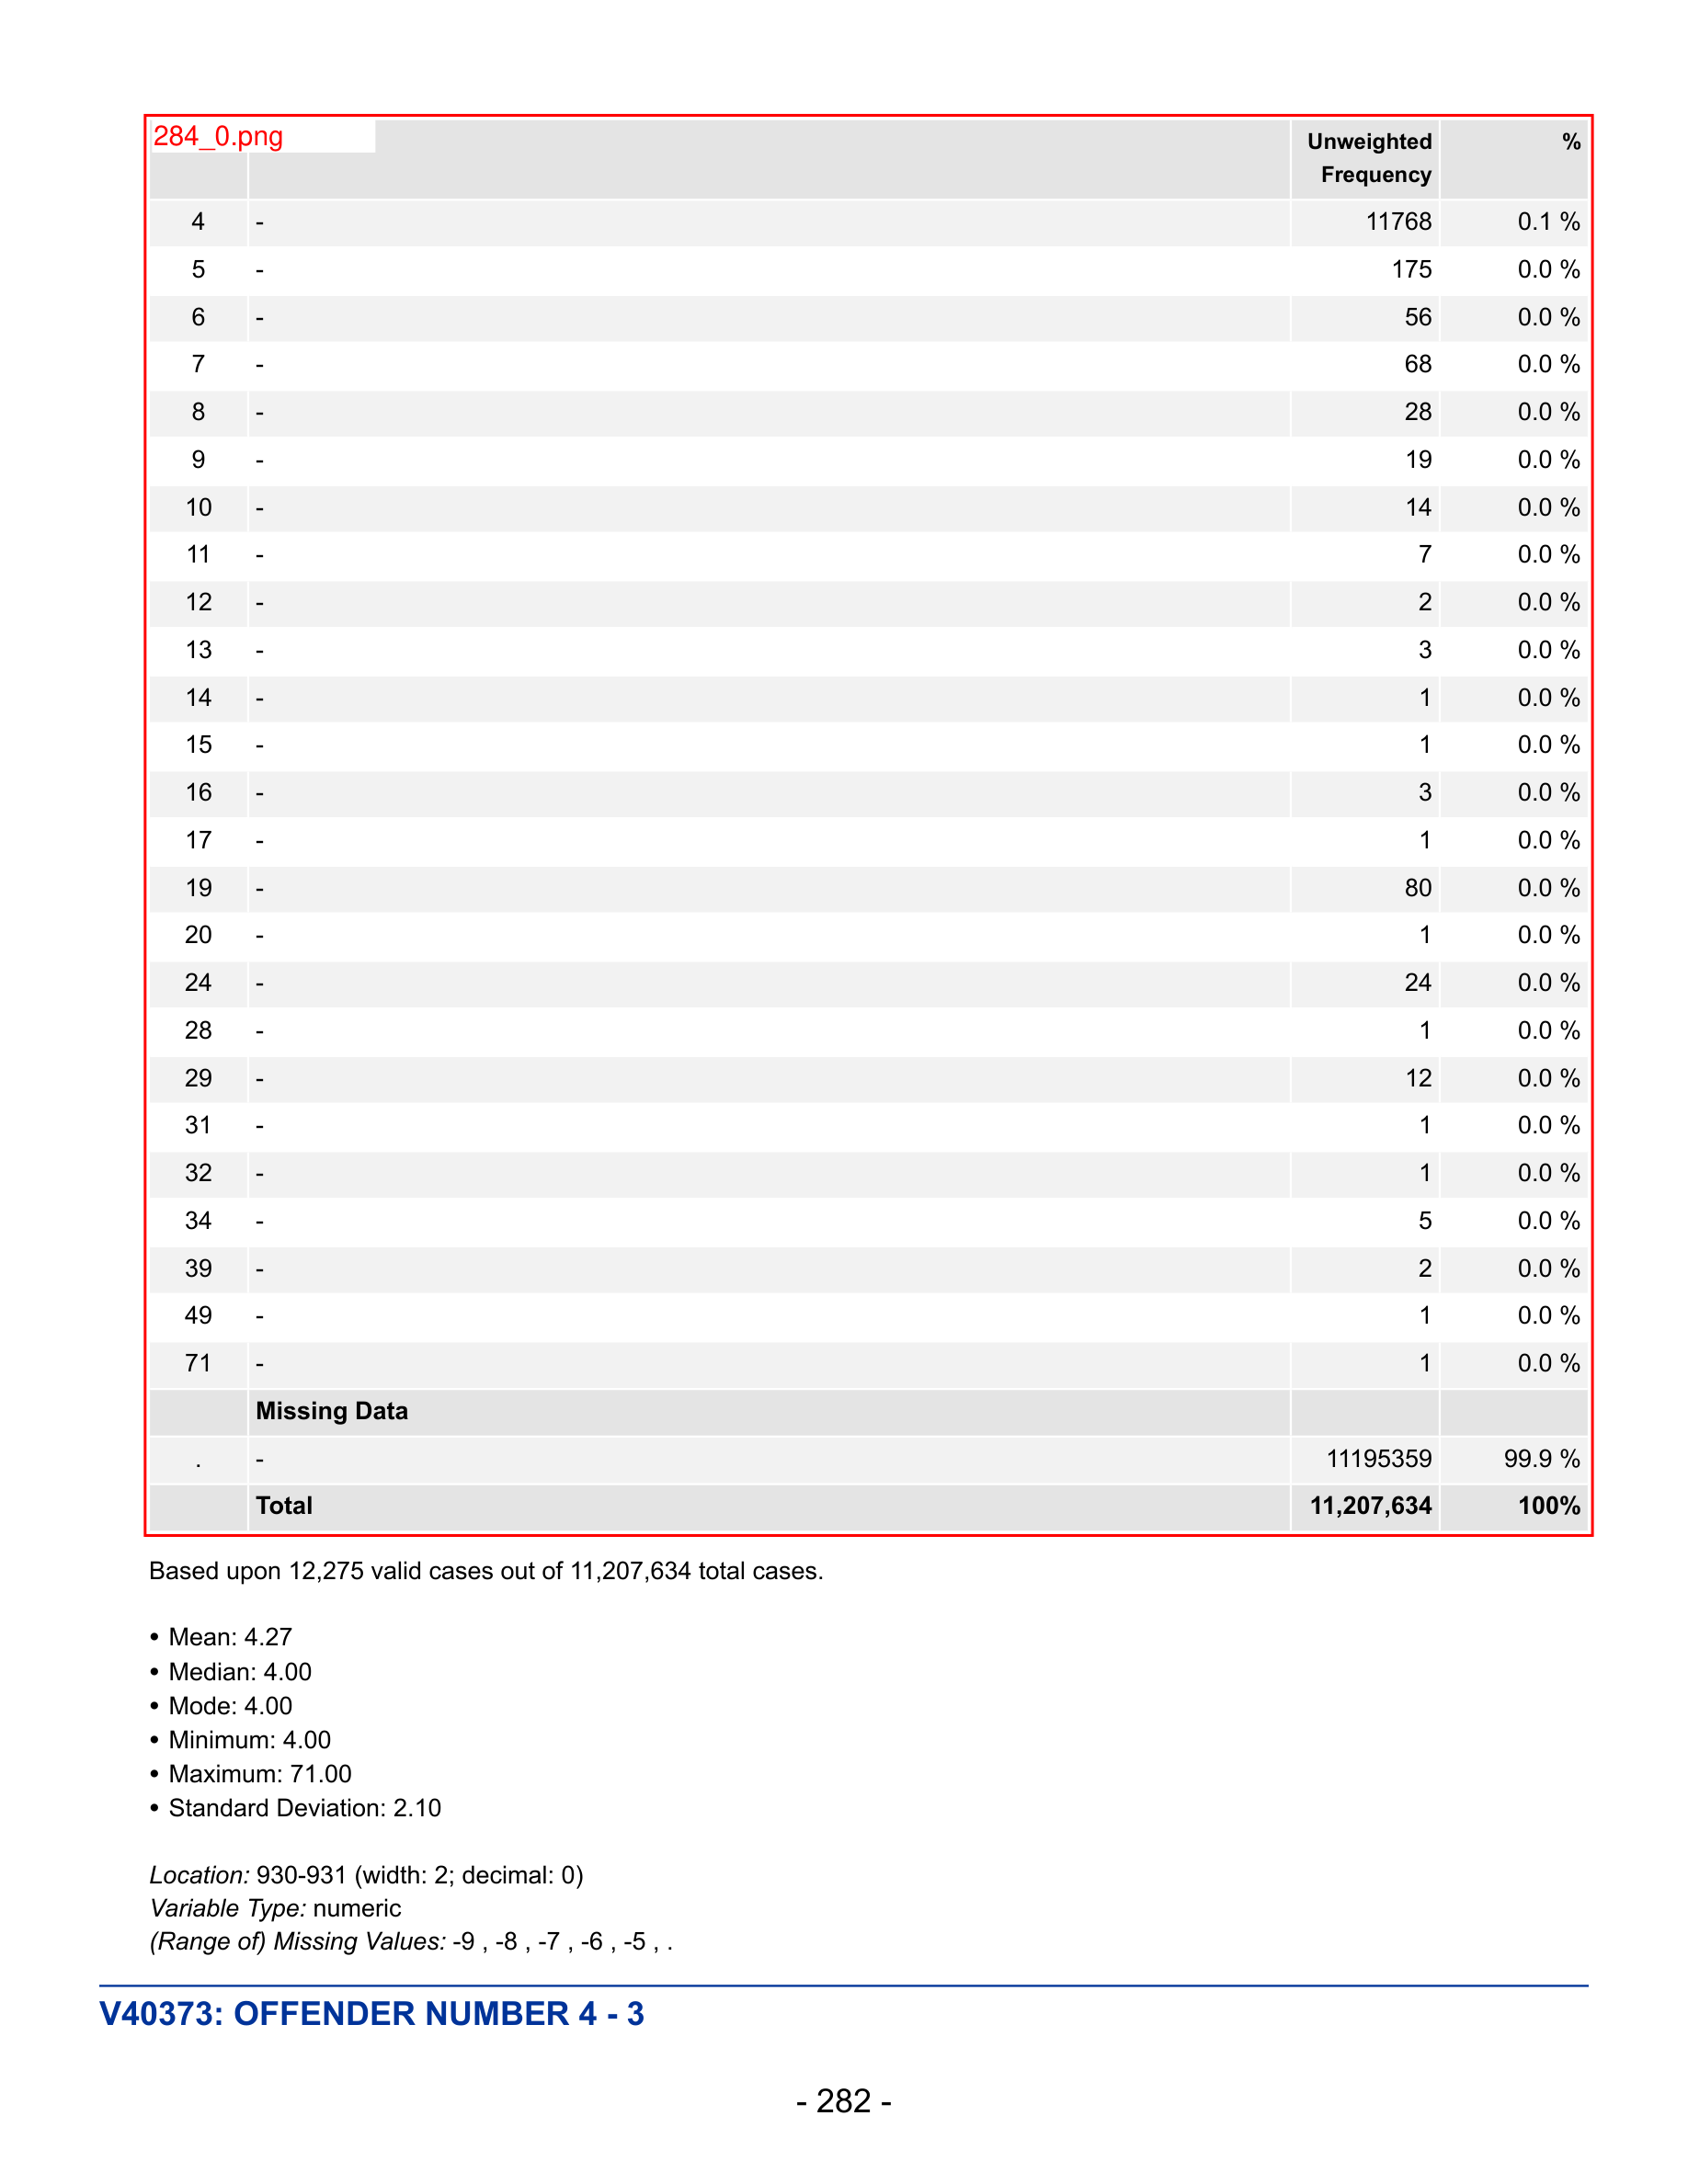 284_0.png
Unweighted Frequency %
4 - 11768 0.1 %
5 - 175 0.0 %
6 - 56 0.0 %
7 - 68 0.0 %
8 - 28 0.0 %
9 - 19 0.0 %
10 - 14 0.0 %
11 - 7 0.0 %
12 - 2 0.0 %
13 - 3 0.0 %
14 - 1 0.0 %
15 - 1 0.0 %
16 - 3 0.0 %
17 - 1 0.0 %
19 - 80 0.0 %
20 - 1 0.0 %
24 - 24 0.0 %
28 - 1 0.0 %
29 - 12 0.0 %
31 - 1 0.0 %
32 - 1 0.0 %
34 - 5 0.0 %
39 - 2 0.0 %
49 - 1 0.0 %
71 - 1 0.0 %
Missing Data
. - 11195359 99.9 %
Total 11,207,634 100%
Based upon 12,275 valid cases out of 11,207,634 total cases.
• Mean: 4.27
• Median: 4.00
• Mode: 4.00
• Minimum: 4.00
• Maximum: 71.00
• Standard Deviation: 2.10
Location: 930-931 (width: 2; decimal: 0)
Variable Type: numeric
(Range of) Missing Values: -9 , -8 , -7 , -6 , -5 , .
V40373: OFFENDER NUMBER 4 - 3
- 282 -